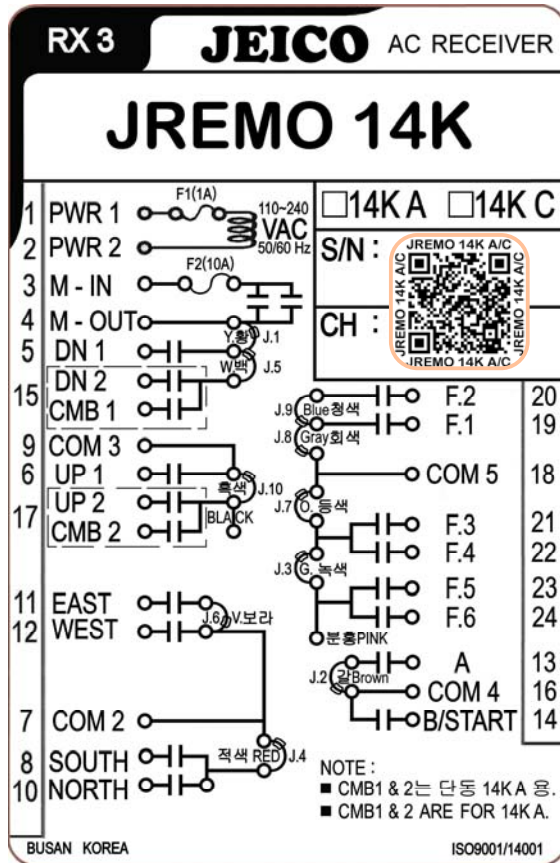 RX 3 JEICO AC RECEIVER
JREMO 14K
1 PWR 1 F1(1A) 110~240
VAC
2 PWR 2 50/60 Hz
3 M - IN F2(10A)
4 M - OUT
Y.황 J.1
5 DN 1
W백 J.5
15 DN 2
CMB 1
9 COM 3
6 UP 1
흑색 J.10
17 UP 2
BLACK
CMB 2
11 EAST
J.6 V.보라
12 WEST
7 COM 2
8 SOUTH 적색 RED J.4
10 NORTH
□14K A □14K C
S/N :
JREMO 14K A/C
JREMO 14K A/C
JREMO 14K A/C
JREMO 14K A/C
CH :
F.2 20
J.9 Blue청색
F.1 19
J.8 Gray회색
COM 5 18
J.7 O. 등색
F.3 21
F.4 22
J.3 G. 녹색
F.5 23
F.6 24
분홍PINK
A 13
J.2 갈Brown
COM 4 16
B/START 14
NOTE :
■ CMB1 & 2는 단동 14K A 용.
■ CMB1 & 2 ARE FOR 14K A.
BUSAN KOREA ISO9001/14001